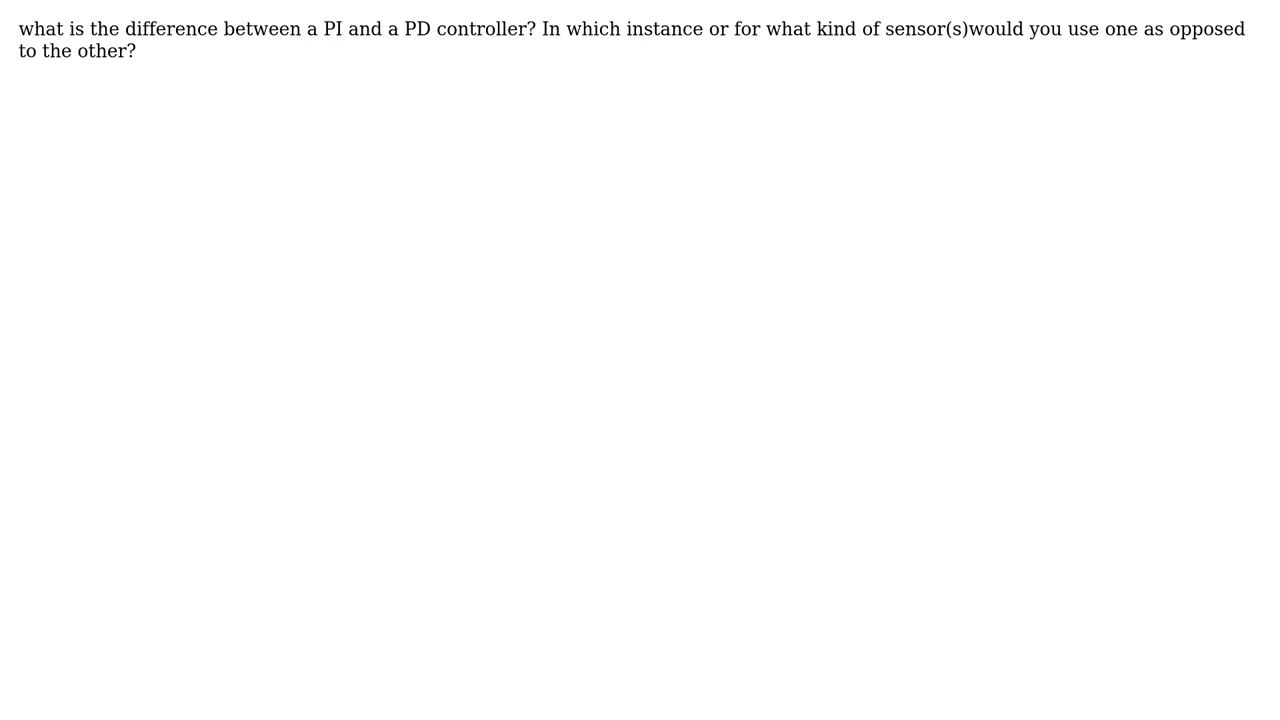 what is the difference between a PI and a PD controller? In which instance or for what kind of sensor(s)would you use one as opposed
to the other?